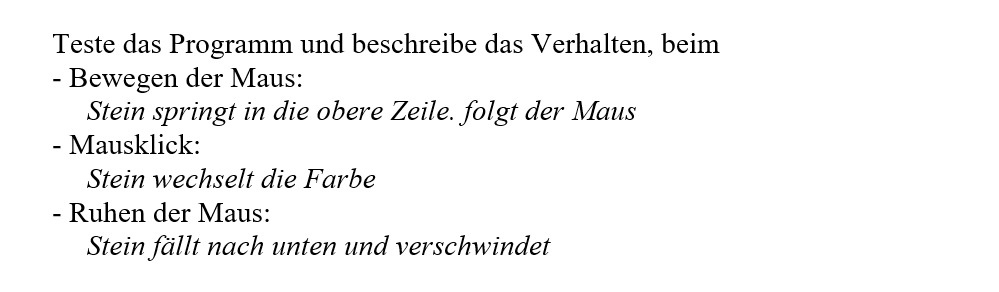 Teste das Programm und beschreibe das Verhalten, beim
- Bewegen der Maus:
Stein springt in die obere Zeile. folgt der Maus
- Mausklick:
Stein wechselt die Farbe
- Ruhen der Maus:
Stein fällt nach unten und verschwindet